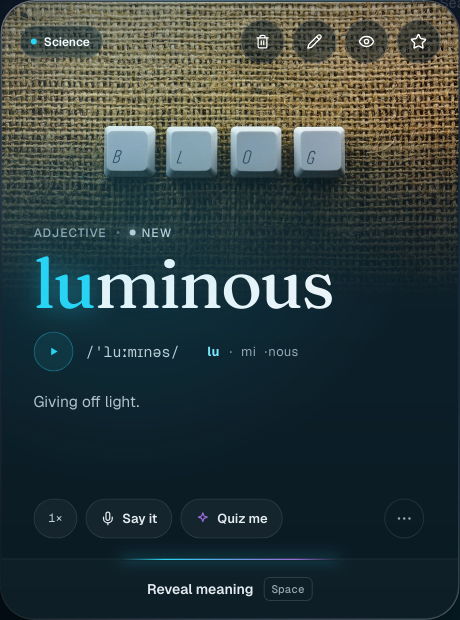 Science
B L O G
ADJECTIVE · NEW
luminous
/ˈluːmɪnəs/ lu · mi ·nous
Giving off light.
1× Say it Quiz me
Reveal meaning Space